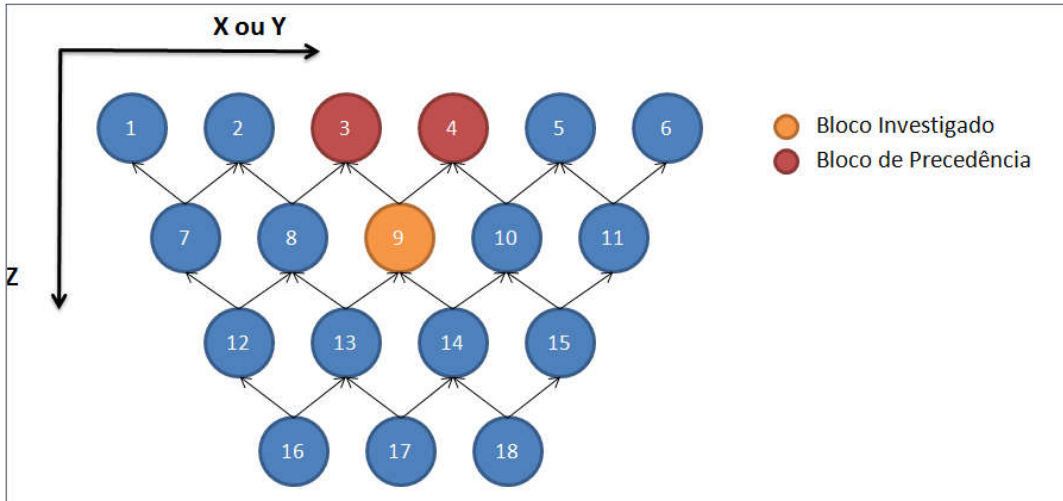 X ou Y
1 2 3 4 5 6
Bloco Investigado
Bloco de Precedência
7 8 9 10 11
Z
12 13 14 15
16 17 18